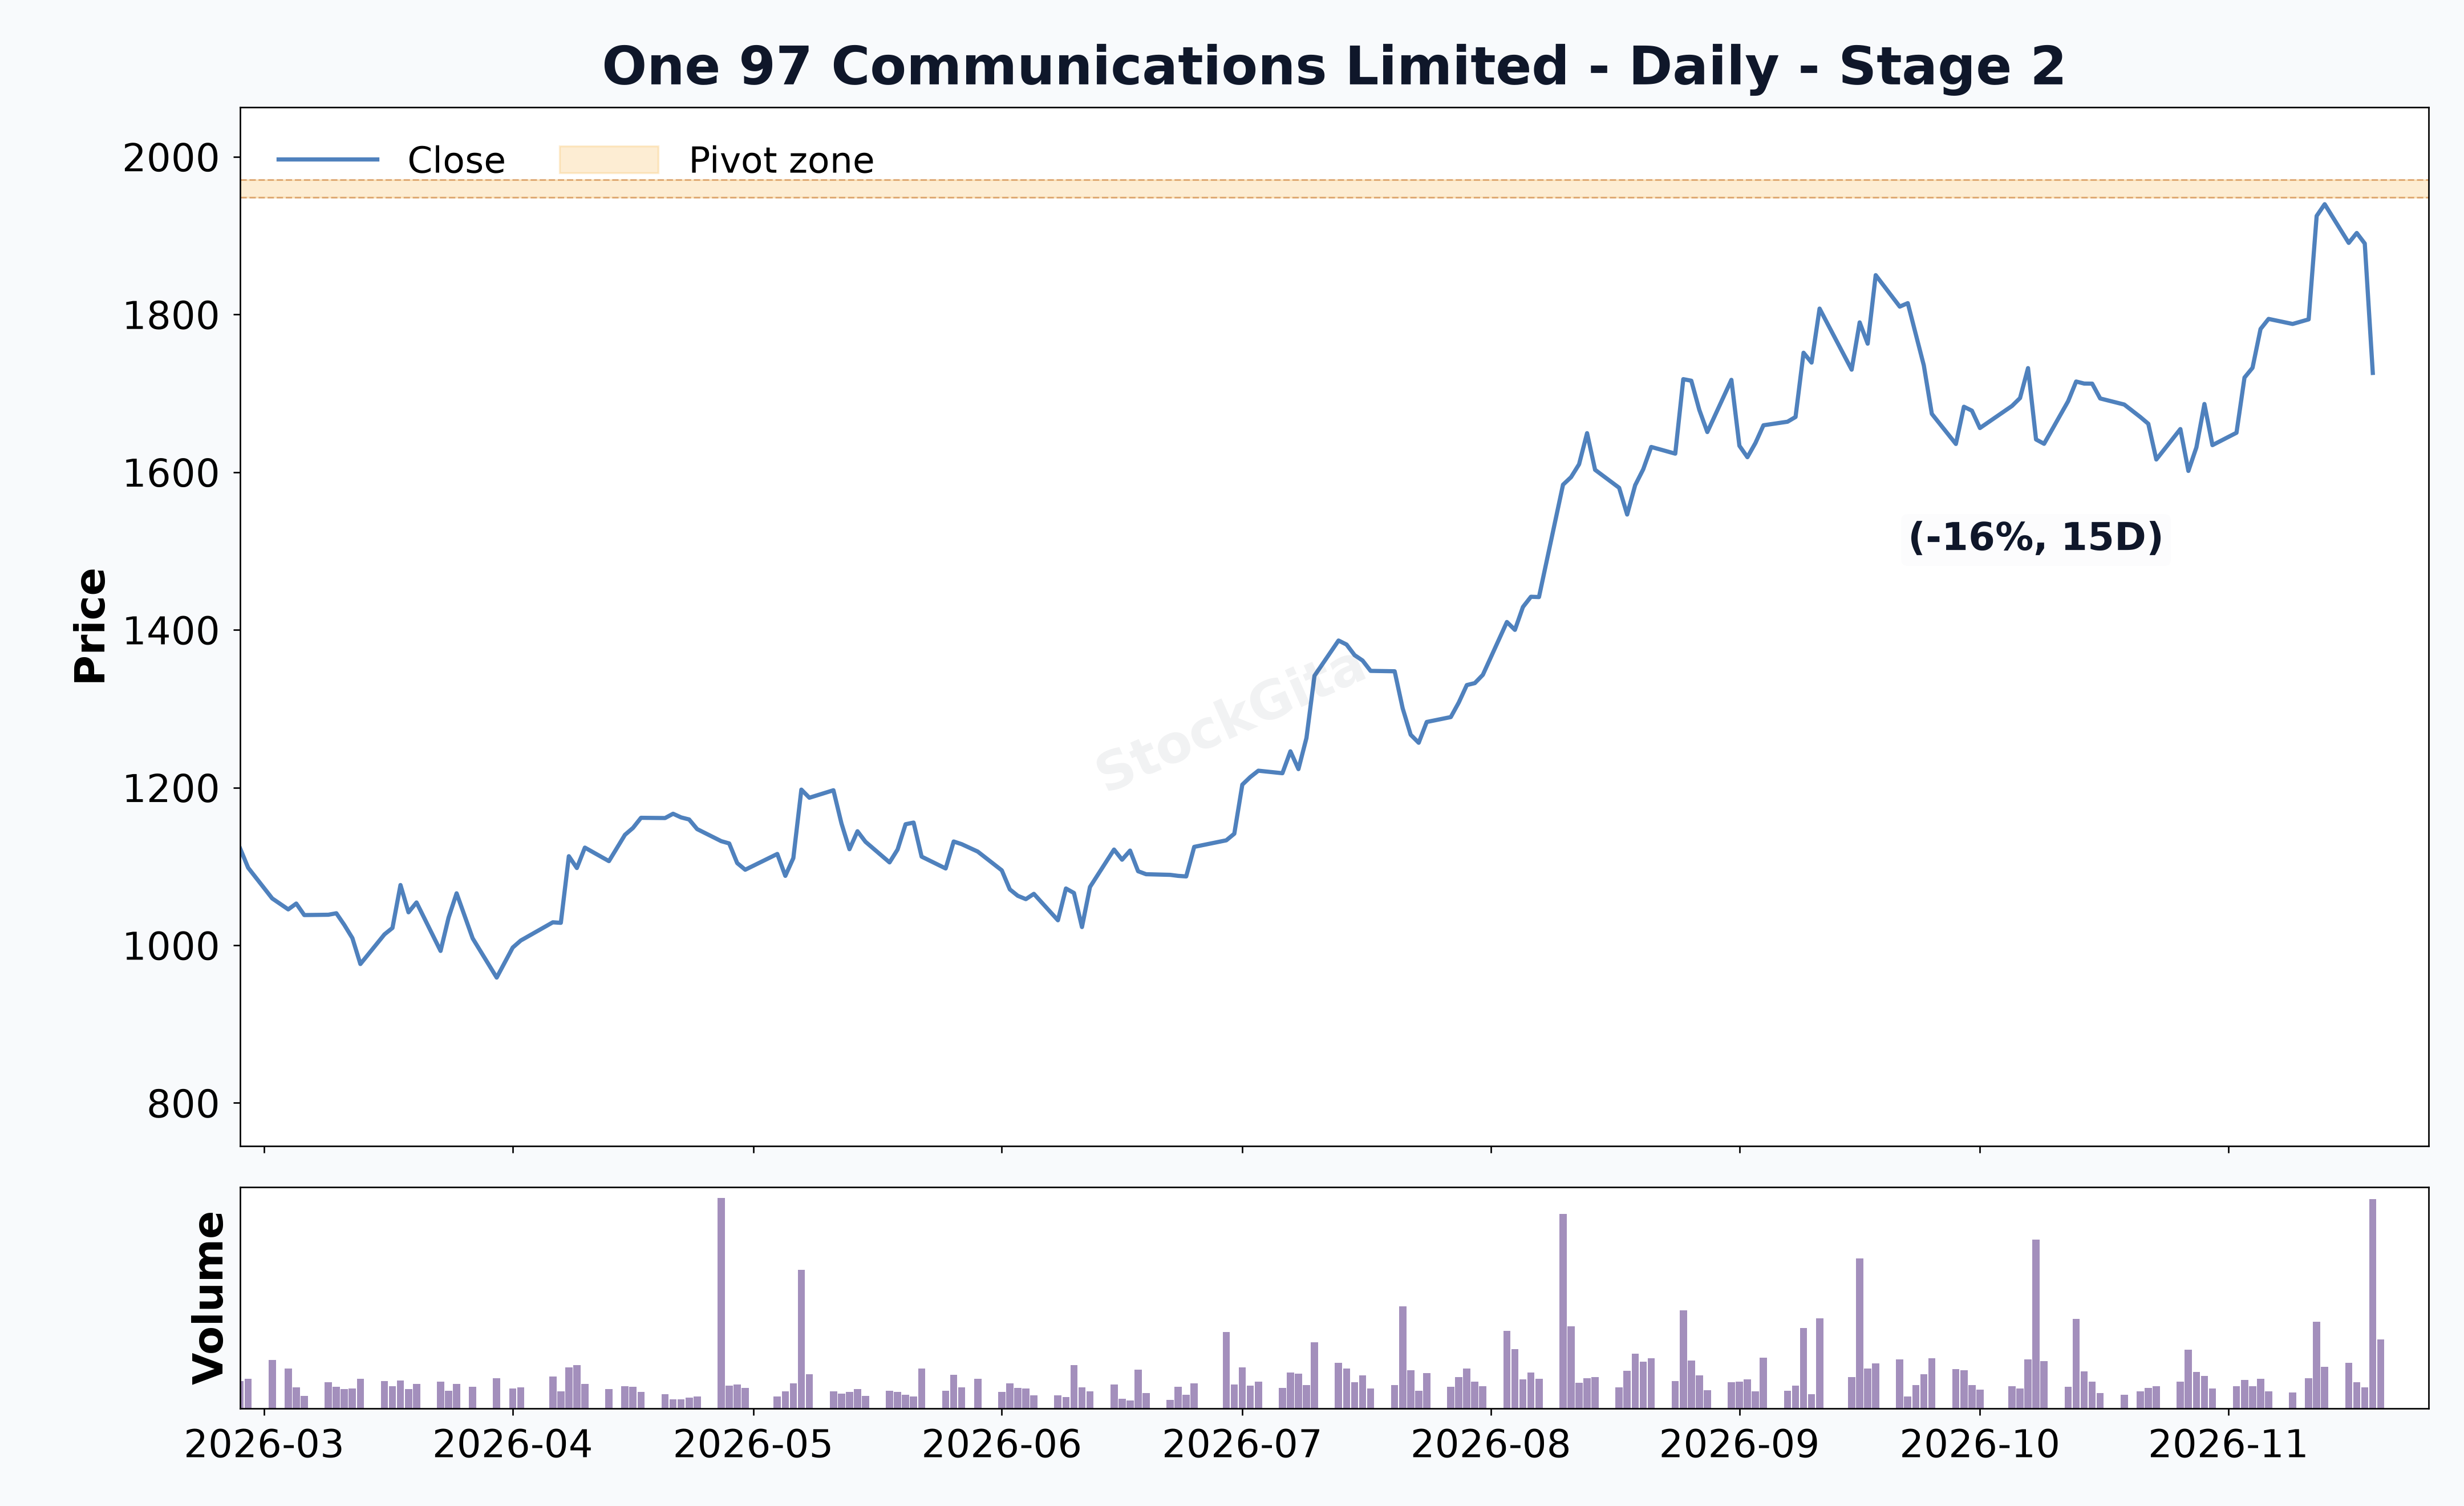 One 97 Communications Limited - Daily - Stage 2
Close
Pivot zone
2000
1800
1600
1400
1200
1000
800
Price
(-16%, 15D)
StockGita
Volume
2026-03
2026-04
2026-05
2026-06
2026-07
2026-08
2026-09
2026-10
2026-11